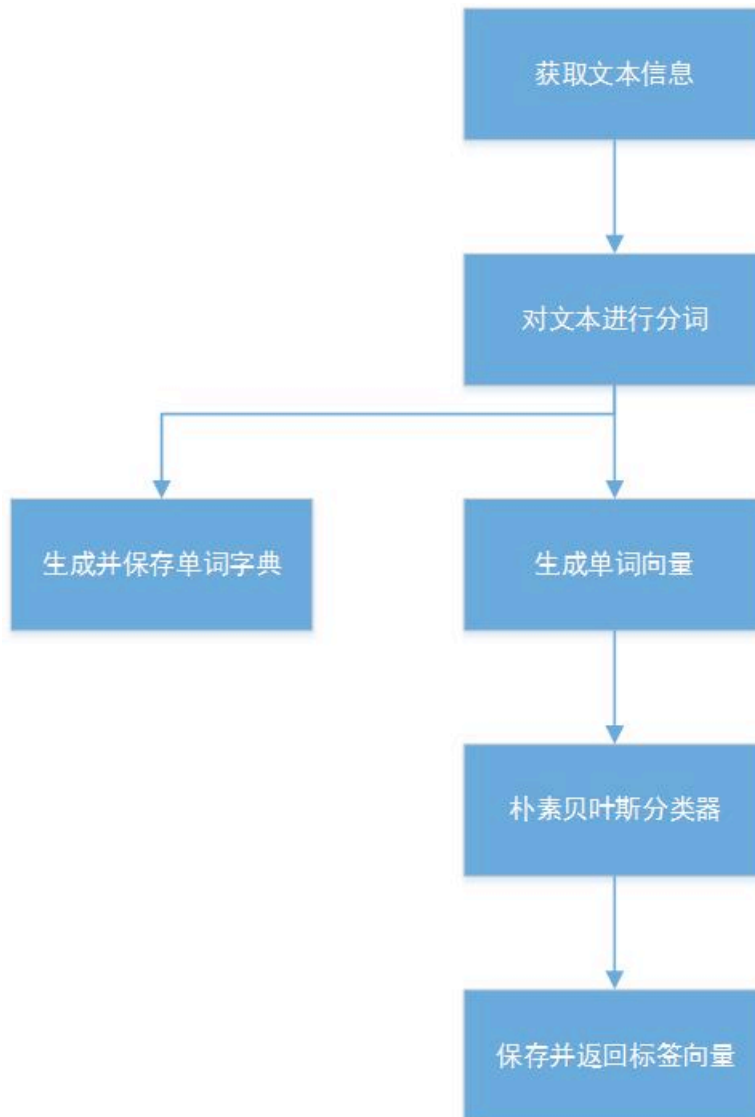 获取文本信息
对文本进行分词
生成并保存单词字典
生成单词向量
朴素贝叶斯分类器
保存并返回标签向量